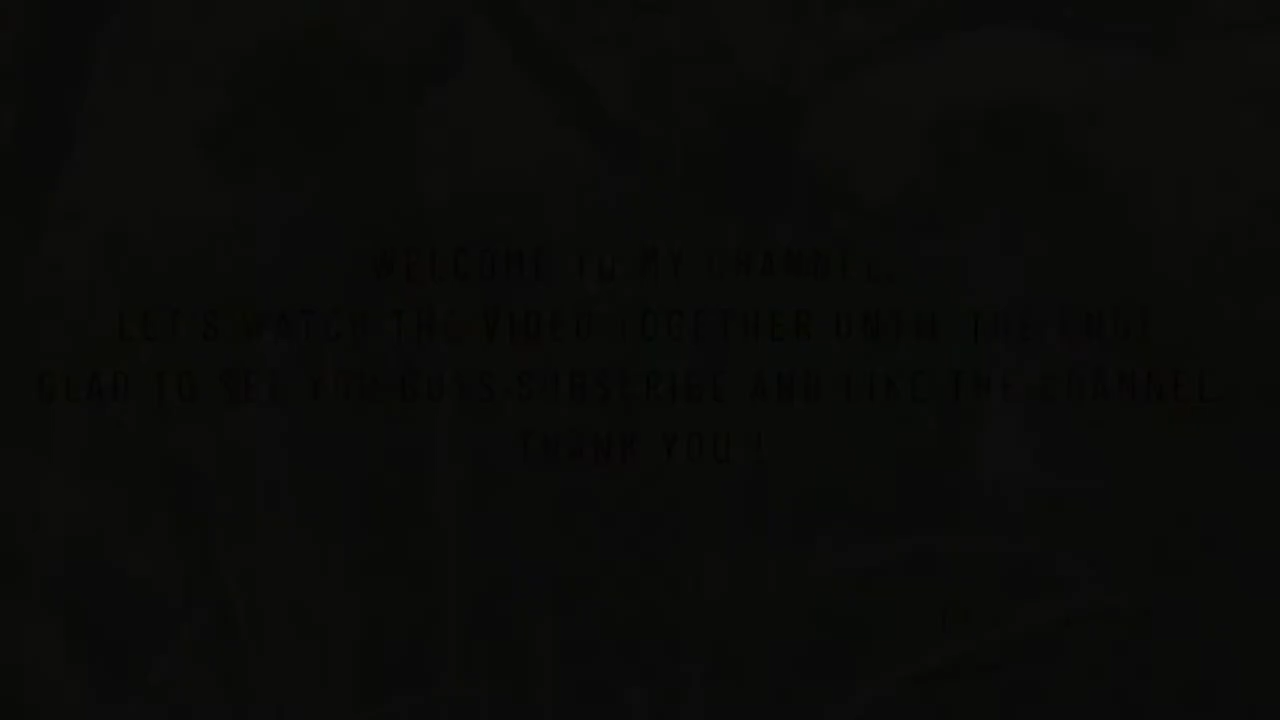 WELCOME TO MY CHANNEL
LET'S WATCH THE VIDEO TOGETHER UNTIL THE END!
GLAD TO SEE YOU GUYS SUBSCRIBE AND LIKE THE CHANNEL
THANK YOU !